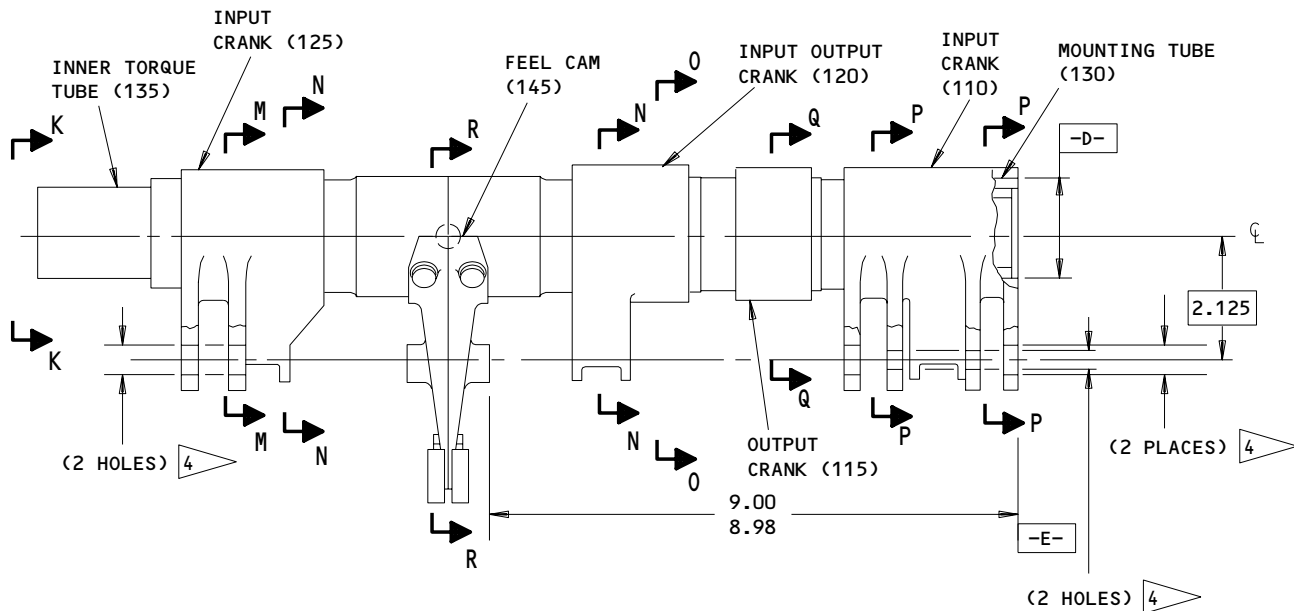 INPUT
CRANK (125)
INNER TORQUE
TUBE (135)
FEEL CAM
(145)
INPUT OUTPUT
CRANK (120)
INPUT
CRANK
(110)
MOUNTING TUBE
(130)
K
M
N
R
N
O
Q
P
P
-D-
℄
2.125
K
M
N
R
N
O
Q
P
P
(2 HOLES) 4
OUTPUT
CRANK (115)
(2 PLACES) 4
9.00
8.98
-E-
(2 HOLES) 4